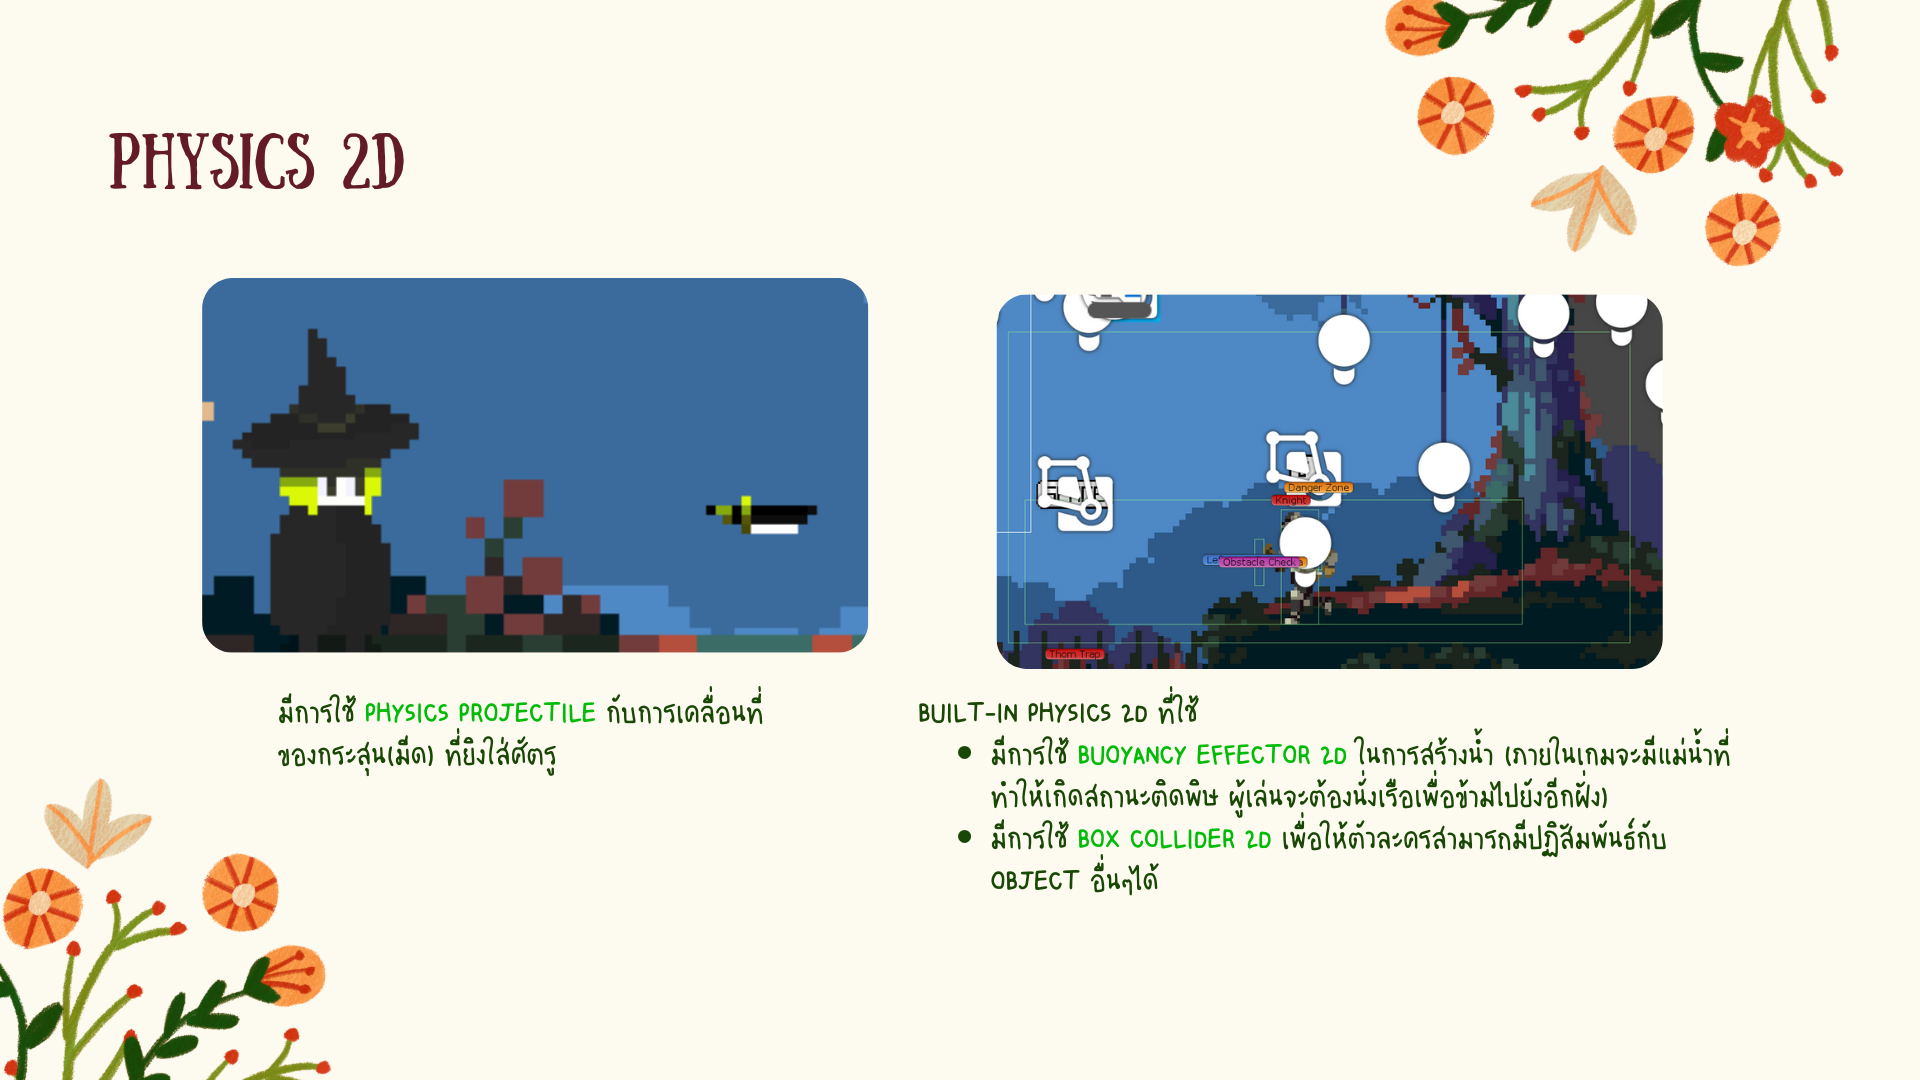 PHYSICS 2D
Danger Zone
Knight
Obstacle Check
Thorn Trap
มีการใช้ PHYSICS PROJECTILE กับการเคลื่อนที่
ของกระสุน(มีด) ที่ยิงใส่ศัตรู
BUILT-IN PHYSICS 2D ที่ใช้
• มีการใช้ BUOYANCY EFFECTOR 2D ในการสร้างน้ำ (ภายในเกมจะมีแม่น้ำที่
ทำให้เกิดสถานะติดพิษ ผู้เล่นจะต้องนั่งเรือเพื่อข้ามไปยังอีกฝั่ง)
• มีการใช้ BOX COLLIDER 2D เพื่อให้ตัวละครสามารถมีปฏิสัมพันธ์กับ
OBJECT อื่นๆได้